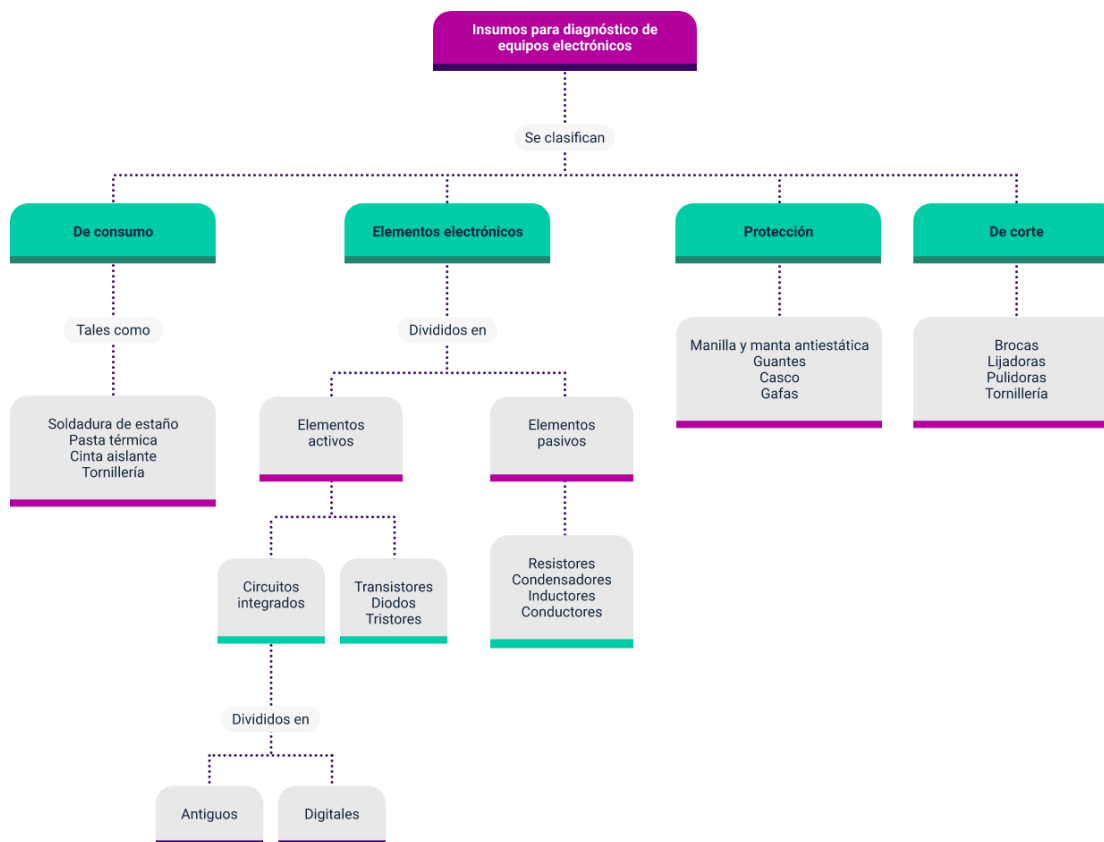 Insumos para diagnóstico de
equipos electrónicos
Se clasifican
De consumo
Elementos electrónicos
Protección
De corte
Tales como
Divididos en
Manilla y manta antiestática
Guantes
Casco
Gafas
Brocas
Lijadoras
Pulidoras
Tornillería
Soldadura de estaño
Pasta térmica
Cinta aislante
Tornillería
Elementos
activos
Elementos
pasivos
Circuitos
integrados
Transistores
Diodos
Tristores
Resistores
Condensadores
Inductores
Conductores
Divididos en
Antiguos
Digitales